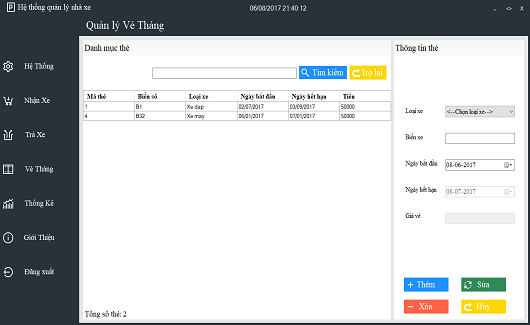 P Hệ thống quản lý nhà xe
06/08/2017 21:40:12
Quản lý Vé Tháng
Hệ Thống
Nhận Xe
Trả Xe
Vé Tháng
Thống Kê
Giới Thiệu
Đăng xuất
Danh mục thẻ
Tìm kiếm
Trở lại
Mã thẻ Biển số Loại xe Ngày bắt đầu Ngày hết hạn Tiền
1 B1 Xe dap 02/07/2017 03/09/2017 50000
4 B32 Xe may 06/01/2017 07/01/2017 50000
Tổng số thẻ: 2
Thông tin thẻ
Loại xe <--Chọn loại xe-->
Biển xe
Ngày bắt đầu 08-06-2017
Ngày hết hạn 08-07-2017
Giá vé
+ Thêm
Sửa
− Xóa
Hủy